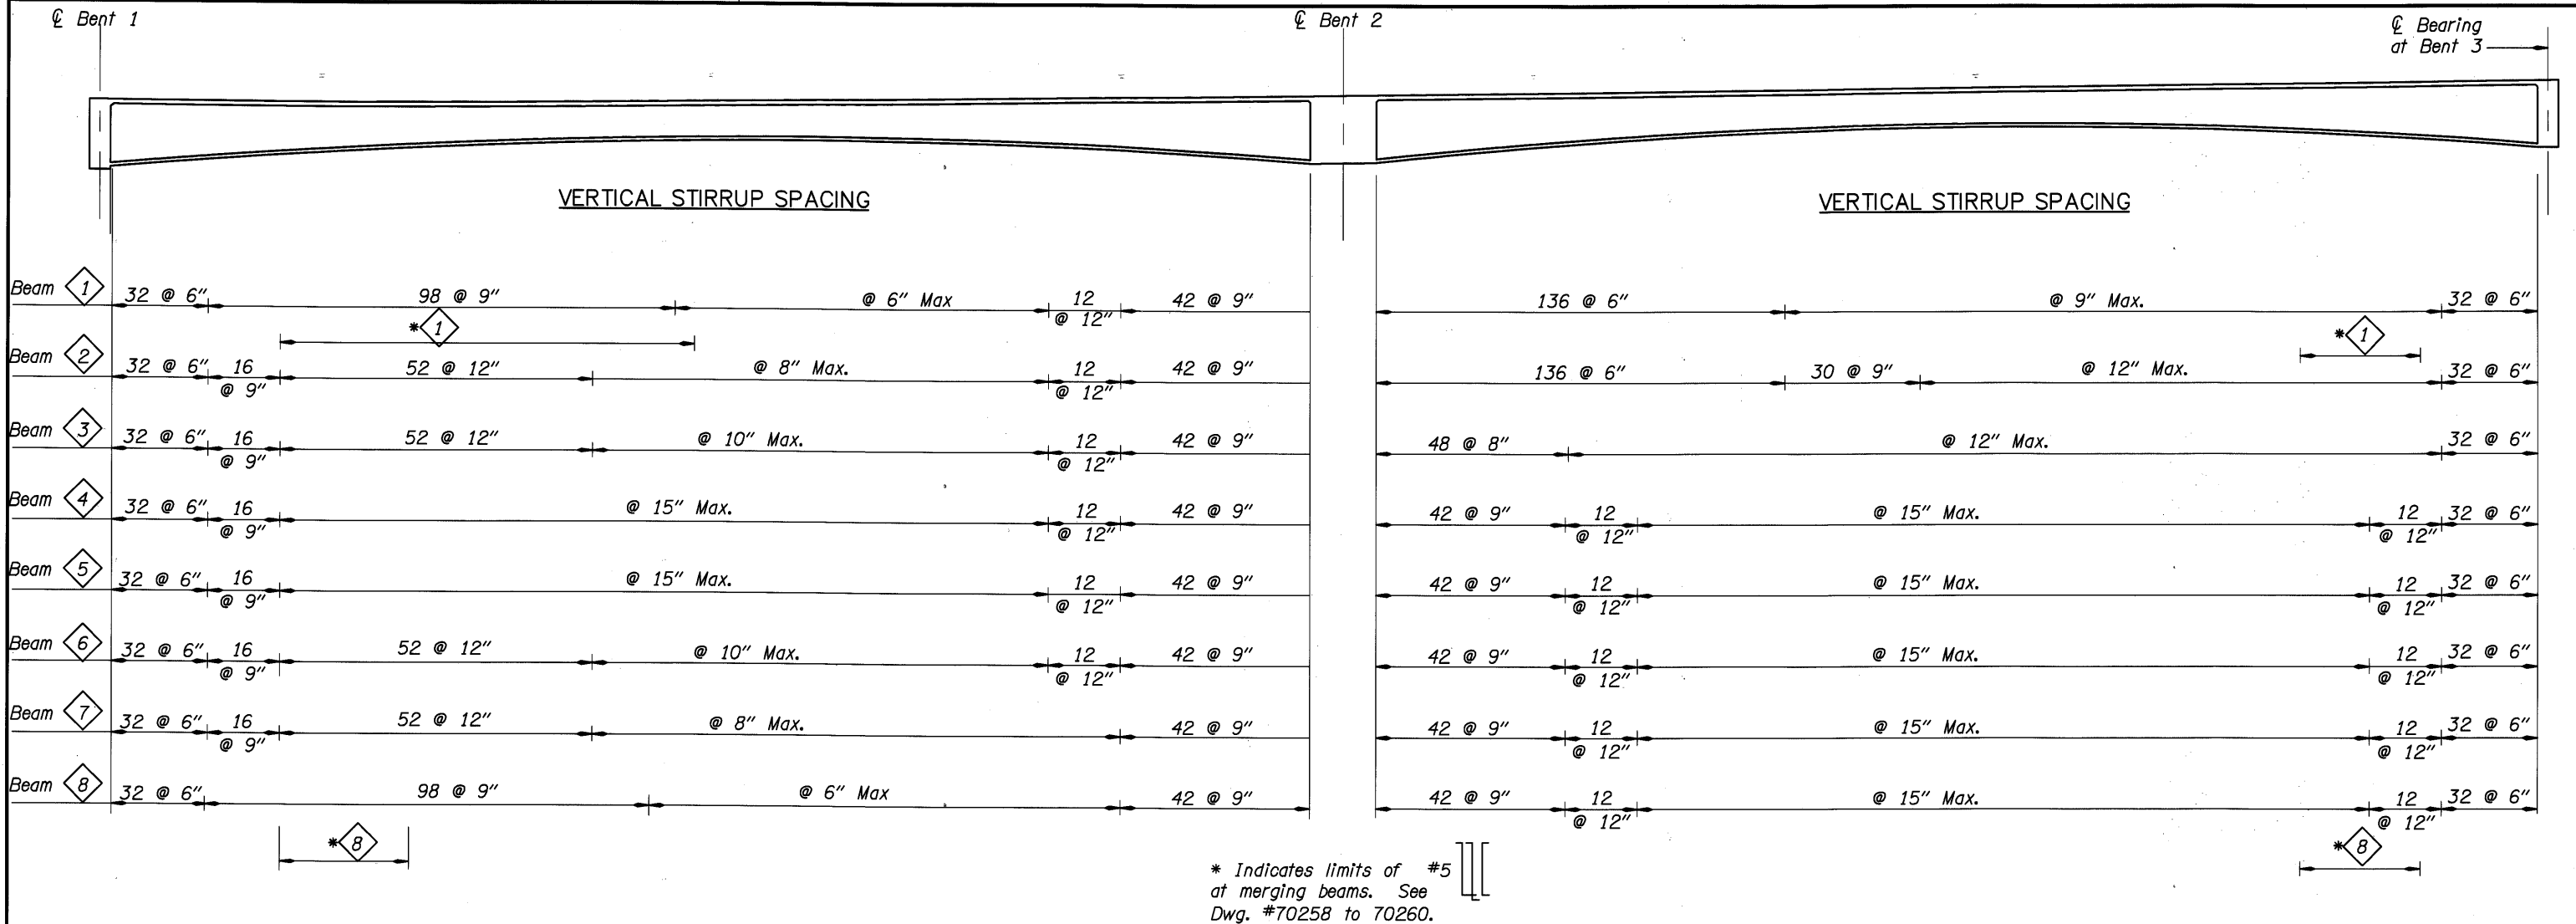 ℄ Bent 1
℄ Bent 2
℄ Bearing
at Bent 3
VERTICAL STIRRUP SPACING
VERTICAL STIRRUP SPACING
Beam 1 32 @ 6" 98 @ 9" @ 6" Max 12 @ 12" 42 @ 9" 136 @ 6" @ 9" Max. 32 @ 6"
*1 *1
Beam 2 32 @ 6" 16 @ 9" 52 @ 12" @ 8" Max. 12 @ 12" 42 @ 9" 136 @ 6" 30 @ 9" @ 12" Max. 32 @ 6"
Beam 3 32 @ 6" 16 @ 9" 52 @ 12" @ 10" Max. 12 @ 12" 42 @ 9" 48 @ 8" @ 12" Max. 32 @ 6"
Beam 4 32 @ 6" 16 @ 9" @ 15" Max. 12 @ 12" 42 @ 9" 42 @ 9" 12 @ 12" @ 15" Max. 12 @ 12" 32 @ 6"
Beam 5 32 @ 6" 16 @ 9" @ 15" Max. 12 @ 12" 42 @ 9" 42 @ 9" 12 @ 12" @ 15" Max. 12 @ 12" 32 @ 6"
Beam 6 32 @ 6" 16 @ 9" 52 @ 12" @ 10" Max. 12 @ 12" 42 @ 9" 42 @ 9" 12 @ 12" @ 15" Max. 12 @ 12" 32 @ 6"
Beam 7 32 @ 6" 16 @ 9" 52 @ 12" @ 8" Max. 42 @ 9" 42 @ 9" 12 @ 12" @ 15" Max. 12 @ 12" 32 @ 6"
Beam 8 32 @ 6" 98 @ 9" @ 6" Max 42 @ 9" 42 @ 9" 12 @ 12" @ 15" Max. 12 @ 12" 32 @ 6"
*8 *8
* Indicates limits of #5
at merging beams. See
Dwg. #70258 to 70260.